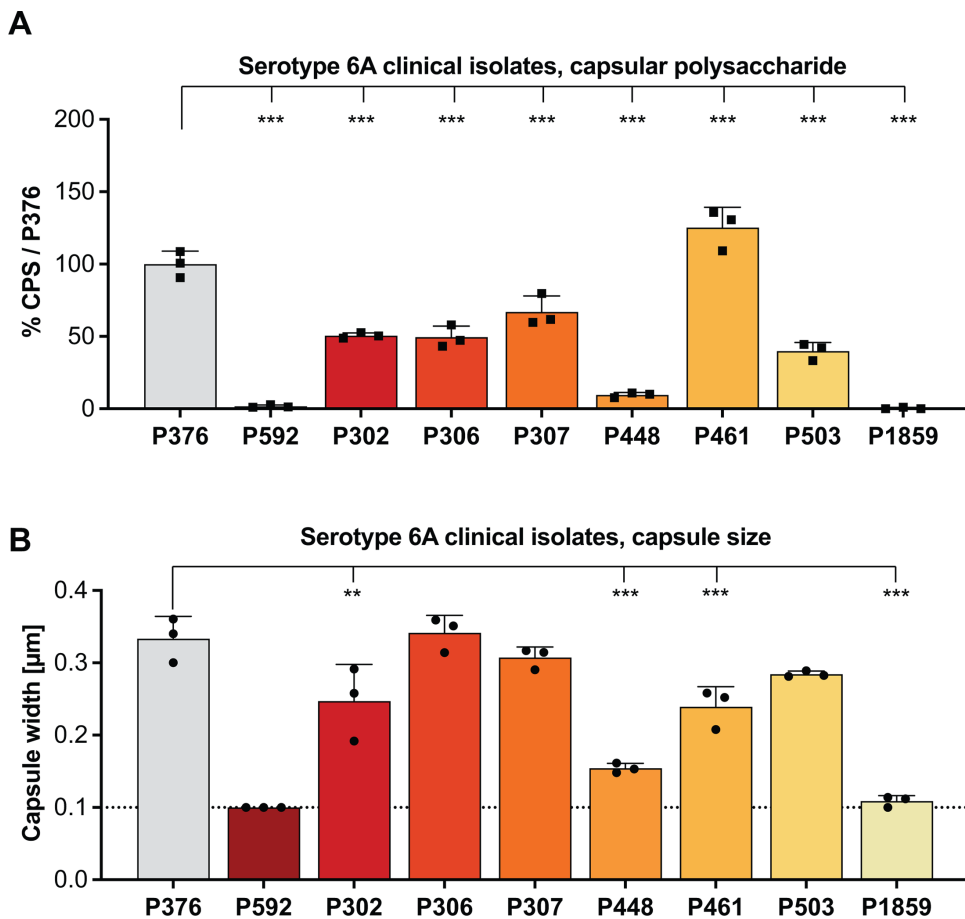 A
Serotype 6A clinical isolates, capsular polysaccharide
*** *** *** *** *** *** *** ***
% CPS / P376
200
150
100
50
0
P376 P592 P302 P306 P307 P448 P461 P503 P1859
B
Serotype 6A clinical isolates, capsule size
** *** *** ***
Capsule width [µm]
0.4
0.3
0.2
0.1
0.0
P376 P592 P302 P306 P307 P448 P461 P503 P1859